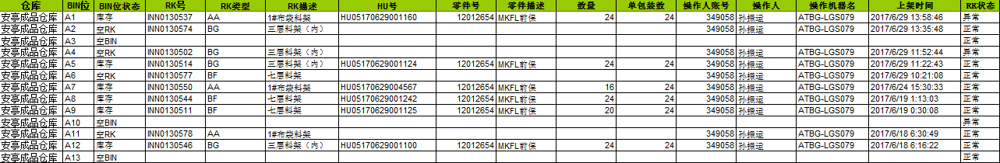 仓库 BIN位 BIN位状态 RK号 RK类型 RK描述 HU号 零件号 零件描述 数量 单包装数 操作人账号 操作人 操作机器名 上架时间 RK状态
安亭成品仓库 A1 库存 INN0130537 AA 1#布袋料架 HU05170629001160 12012654 MKFL前保 24 24 349058 孙振运 ATBG-LGS079 2017/6/29 13:58:46 异常
安亭成品仓库 A2 空RK INN0130574 BG 三层料架（内） 349058 孙振运 ATBG-LGS079 2017/6/29 13:35:48 正常
安亭成品仓库 A3 空BIN 正常
安亭成品仓库 A4 空RK INN0130502 BG 三层料架（内） 349058 孙振运 ATBG-LGS079 2017/6/29 11:52:44 异常
安亭成品仓库 A5 库存 INN0130514 BG 三层料架（内） HU05170629001124 12012654 MKFL前保 24 24 349058 孙振运 ATBG-LGS079 2017/6/29 11:22:43 正常
安亭成品仓库 A6 空RK INN0130577 BF 七层料架 349058 孙振运 ATBG-LGS079 2017/6/29 10:21:08 正常
安亭成品仓库 A7 库存 INN0130550 AA 1#布袋料架 HU05170629004567 12012654 MKFL前保 16 24 349058 孙振运 ATBG-LGS079 2017/6/24 15:30:33 正常
安亭成品仓库 A8 库存 INN0130544 BF 七层料架 HU05170629001242 12012654 MKFL前保 24 24 349058 孙振运 ATBG-LGS079 2017/6/19 1:13:03 正常
安亭成品仓库 A9 库存 INN0130511 BF 七层料架 HU05170629001125 12012654 MKFL前保 20 24 349058 孙振运 ATBG-LGS079 2017/6/19 0:30:08 正常
安亭成品仓库 A10 空BIN 异常
安亭成品仓库 A11 空RK INN0130578 AA 1#布袋料架 349058 孙振运 ATBG-LGS079 2017/6/18 6:30:49 正常
安亭成品仓库 A12 库存 INN0130546 BG 三层料架（内） HU05170629001100 12012654 MKFL前保 24 24 349058 孙振运 ATBG-LGS079 2017/6/18 6:16:22 正常
安亭成品仓库 A13 空BIN 正常